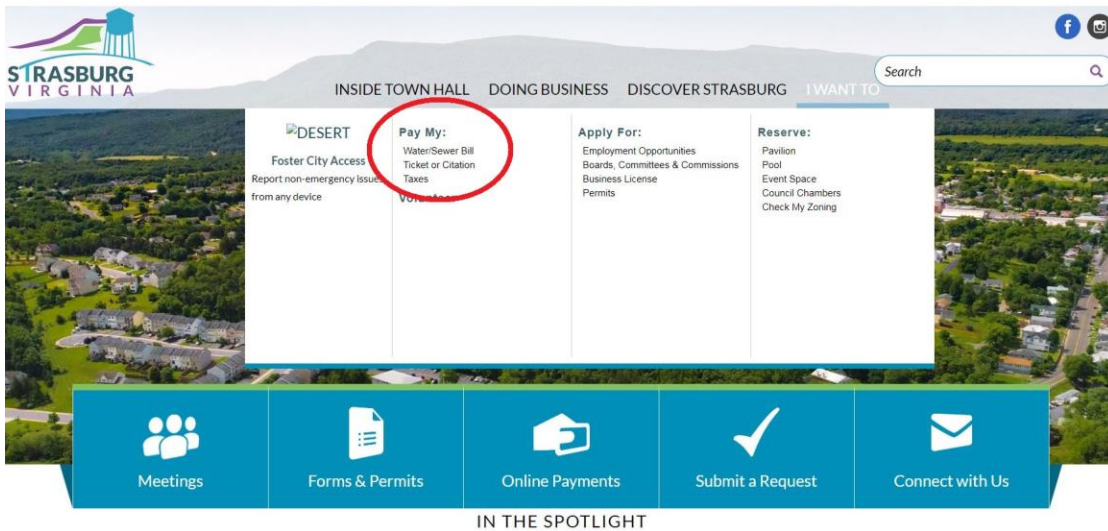 STRASBURG
VIRGINIA
Search
INSIDE TOWN HALL DOING BUSINESS DISCOVER STRASBURG I WANT TO
DESERT
Foster City Access
Report non-emergency Issues
from any device
Pay My:
Water/Sewer Bill
Ticket or Citation
Taxes
Volunteer
Apply For:
Employment Opportunities
Boards, Committees & Commissions
Business License
Permits
Reserve:
Pavilion
Pool
Event Space
Council Chambers
Check My Zoning
Meetings
Forms & Permits
Online Payments
Submit a Request
Connect with Us
IN THE SPOTLIGHT